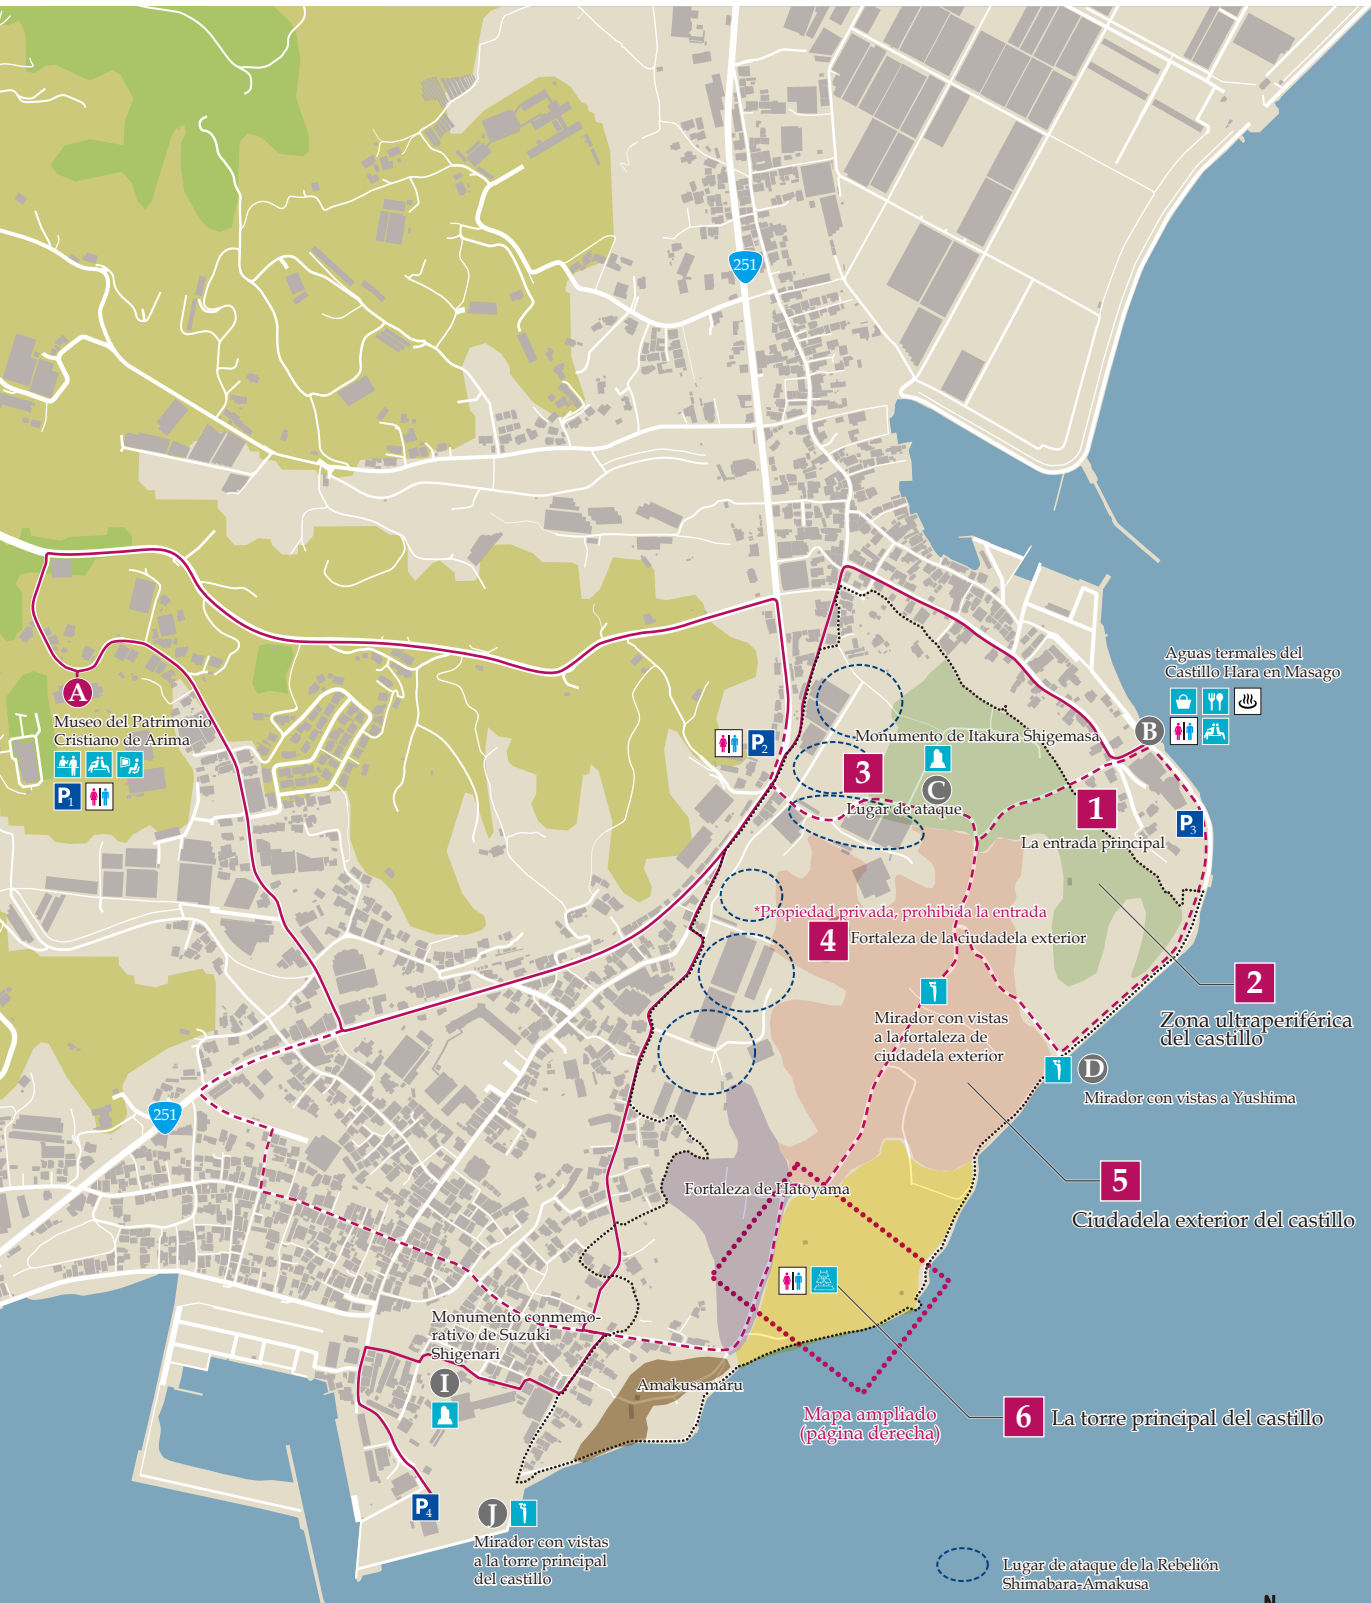 251
Aguas termales del
Castillo Hara en Masago
A
B
Museo del Patrimonio
Cristiano de Arima
P1
P2
Monumento de Itakura Shigemasa
3
C
Lugar de ataque
1
La entrada principal
P3
*Propiedad privada, prohibida la entrada
4 Fortaleza de la ciudadela exterior
2
Zona ultraperiférica
del castillo
Mirador con vistas
a la fortaleza de
ciudadela exterior
D
Mirador con vistas a Yushima
251
5
Ciudadela exterior del castillo
Fortaleza de Hatoyama
Monumento conmemo-
rativo de Suzuki
Shigenari
I
Amakusamaru
Mapa ampliado
(página derecha)
6 La torre principal del castillo
P4
J
Mirador con vistas
a la torre principal
del castillo
Lugar de ataque de la Rebelión
Shimabara-Amakusa
N